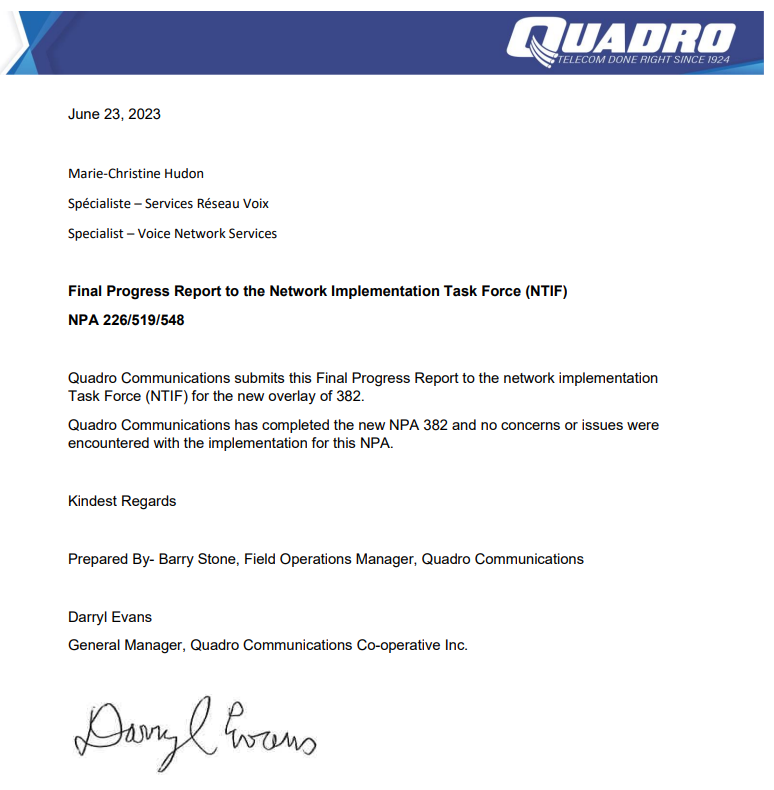 QUADRO
TELECOM DONE RIGHT SINCE 1924
June 23, 2023
Marie-Christine Hudon
Spécialiste – Services Réseau Voix
Specialist – Voice Network Services
Final Progress Report to the Network Implementation Task Force (NTIF)
NPA 226/519/548
Quadro Communications submits this Final Progress Report to the network implementation
Task Force (NTIF) for the new overlay of 382.
Quadro Communications has completed the new NPA 382 and no concerns or issues were
encountered with the implementation for this NPA.
Kindest Regards
Prepared By- Barry Stone, Field Operations Manager, Quadro Communications
Darryl Evans
General Manager, Quadro Communications Co-operative Inc.
Darryl Evans